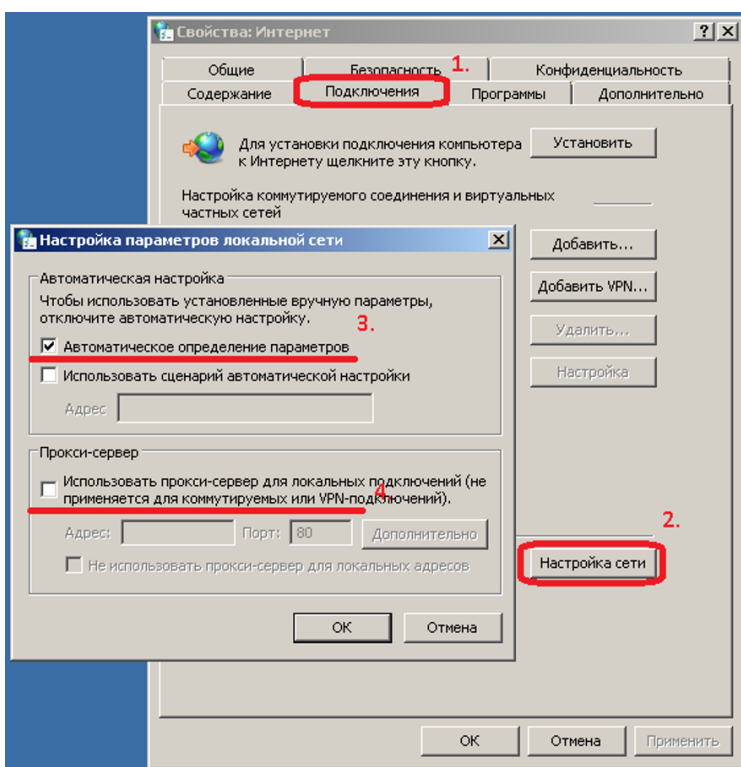 Свойства: Интернет
Общие
Безопасность
1.
Конфиденциальность
Содержание
Подключения
Программы
Дополнительно
Для установки подключения компьютера
к Интернету щелкните эту кнопку.
Установить
Настройка коммутируемого соединения и виртуальных
частных сетей
Добавить...
Добавить VPN...
Удалить...
Настройка
Настройка параметров локальной сети
Автоматическая настройка
Чтобы использовать установленные вручную параметры,
отключите автоматическую настройку.
3.
Автоматическое определение параметров
Использовать сценарий автоматической настройки
Адрес
Прокси-сервер
Использовать прокси-сервер для локальных подключений (не
применяется для коммутируемых или VPN-подключений).
4
Адрес:
Порт:
80
Дополнительно
Не использовать прокси-сервер для локальных адресов
ОК
Отмена
2.
Настройка сети
ОК
Отмена
Применить